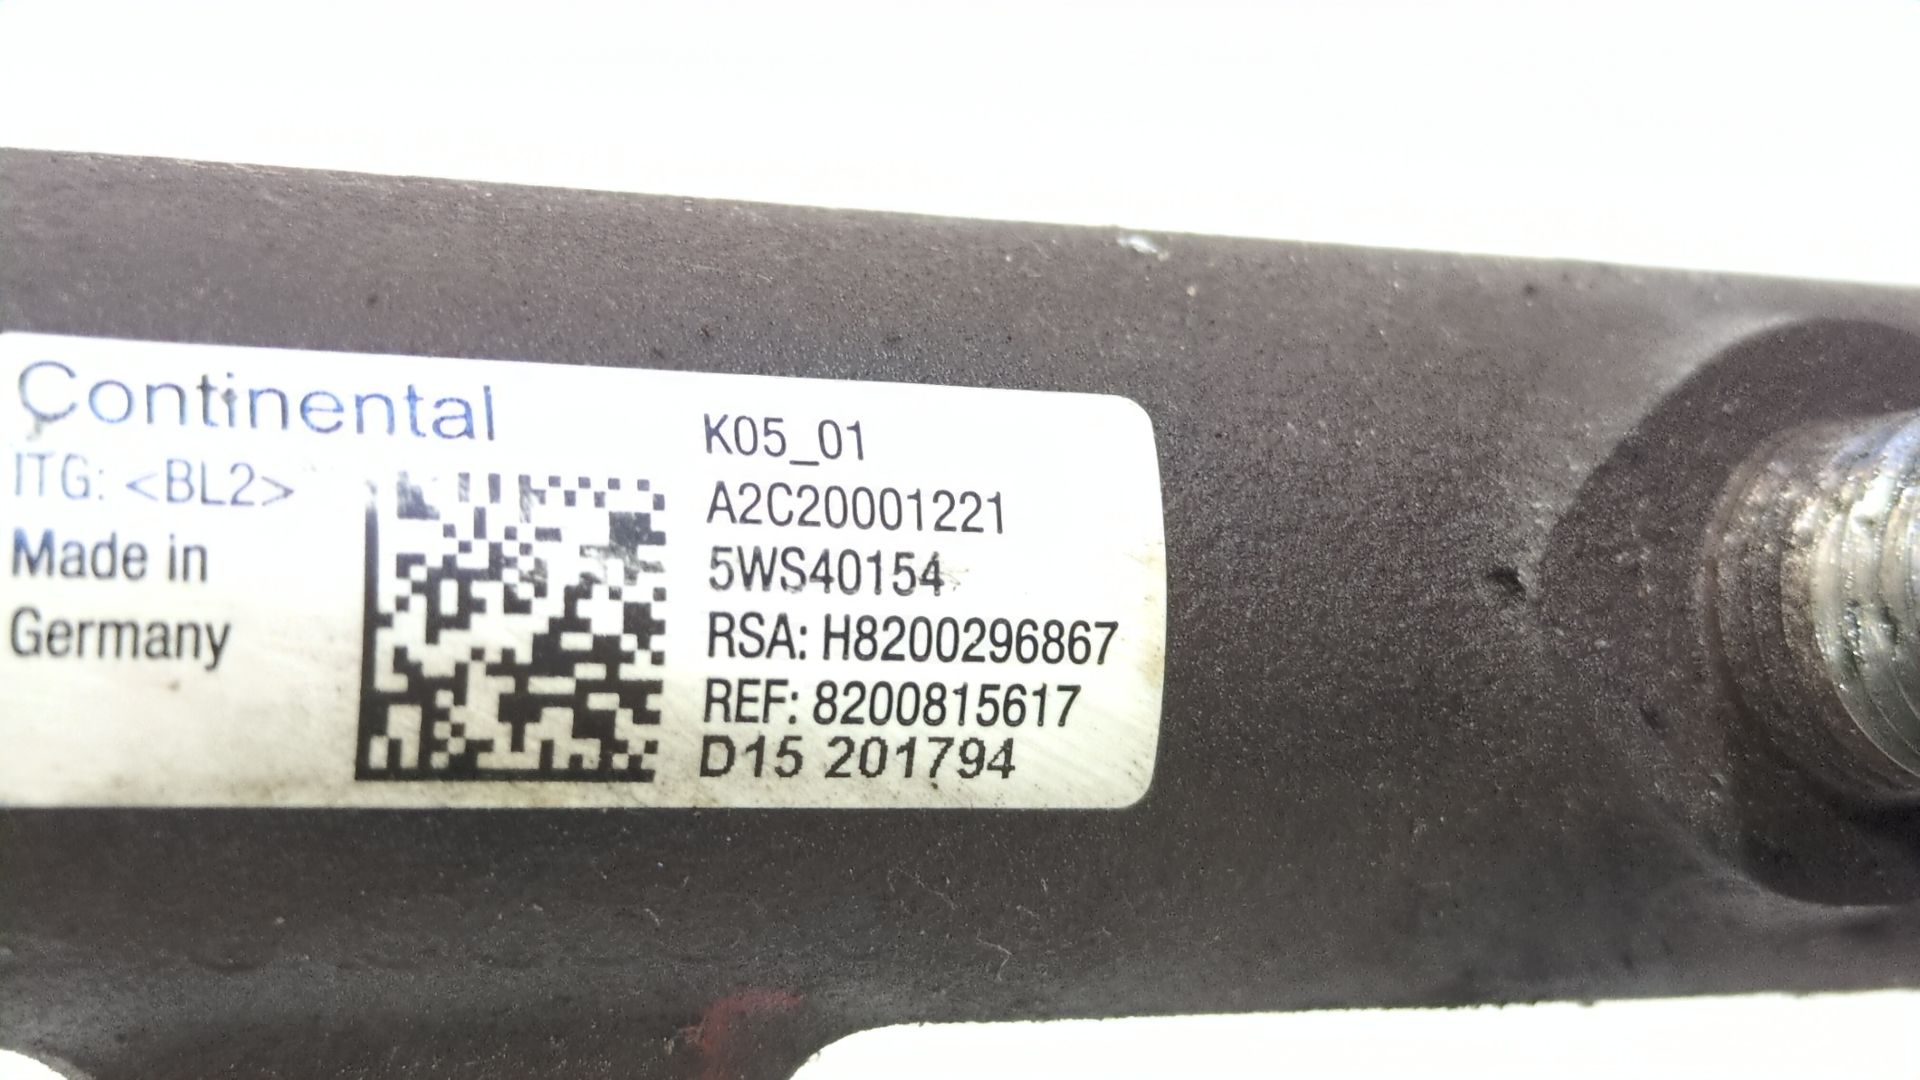 Continental
ITG: <BL2>
Made in
Germany
K05_01
A2C20001221
5WS40154
RSA: H8200296867
REF: 8200815617
D15 201794